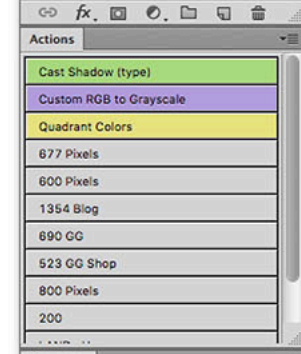 fx.
Actions
Cast Shadow (type)
Custom RGB to Grayscale
Quadrant Colors
677 Pixels
600 Pixels
1354 Blog
690 GG
523 GG Shop
800 Pixels
200